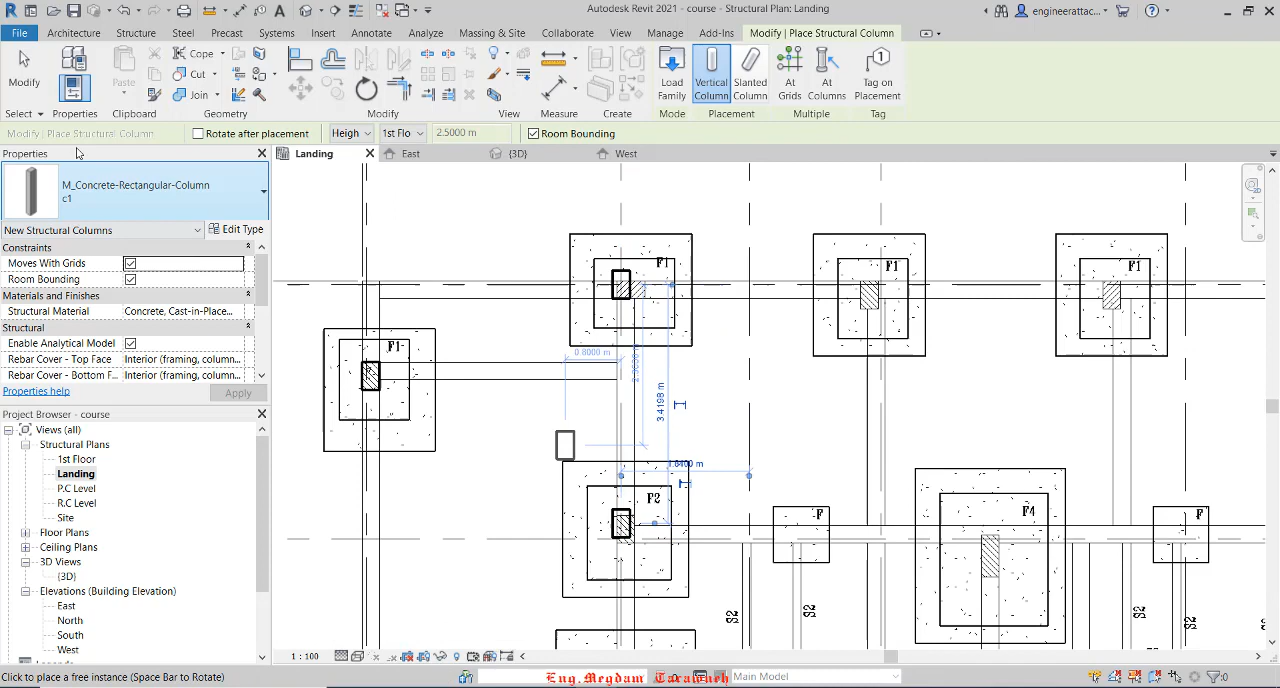 Autodesk Revit 2021 - course - Structural Plan: Landing
engineerattac...
File Architecture Structure Steel Precast Systems Insert Annotate Analyze Massing & Site Collaborate View Manage Add-Ins Modify | Place Structural Column
Modify Paste Cope Cut Join Load Family Vertical Column Slanted Column At Grids At Columns Tag on Placement
Select Properties Clipboard Geometry Modify View Measure Create Mode Placement Multiple Tag
Modify | Place Structural Column Rotate after placement Heigh 1st Flo 2.5000 m Room Bounding
Properties
Landing East {3D} West
M_Concrete-Rectangular-Column
c1
New Structural Columns Edit Type
Constraints
Moves With Grids
Room Bounding
Materials and Finishes
Structural Material Concrete, Cast-in-Place...
Structural
Enable Analytical Model
Rebar Cover - Top Face Interior (framing, column...
Rebar Cover - Bottom F... Interior (framing, column...
Properties help Apply
Project Browser - course
Views (all)
Structural Plans
1st Floor
Landing
P.C Level
R.C Level
Site
Floor Plans
Ceiling Plans
3D Views
{3D}
Elevations (Building Elevation)
East
North
South
West
F1 F1 F1
F1
0.8000 m
3.4198 m
F2 F F4 F
S2 S2 S2 S2
1 : 100
Click to place a free instance (Space Bar to Rotate)
Eng.Megdam Tarawneh
Main Model
:0